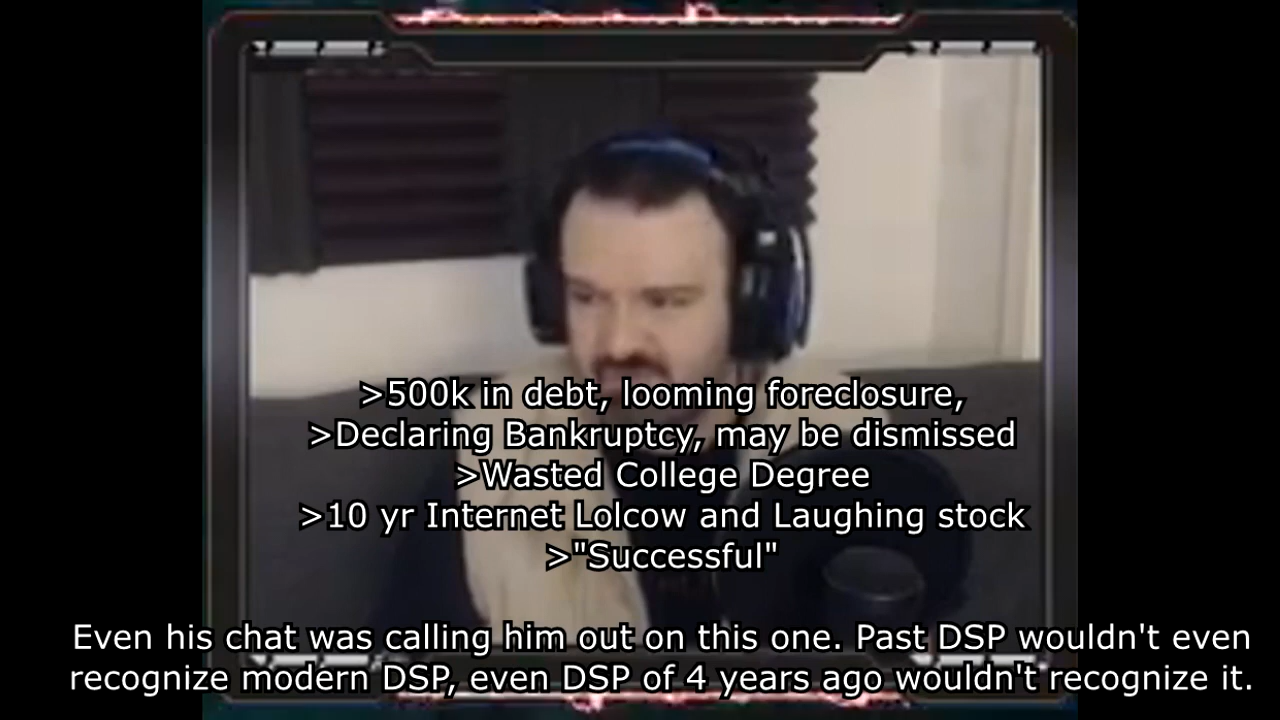 >500k in debt, looming foreclosure,
>Declaring Bankruptcy, may be dismissed
>Wasted College Degree
>10 yr Internet Lolcow and Laughing stock
>"Successful"
Even his chat was calling him out on this one. Past DSP wouldn't even
recognize modern DSP, even DSP of 4 years ago wouldn't recognize it.